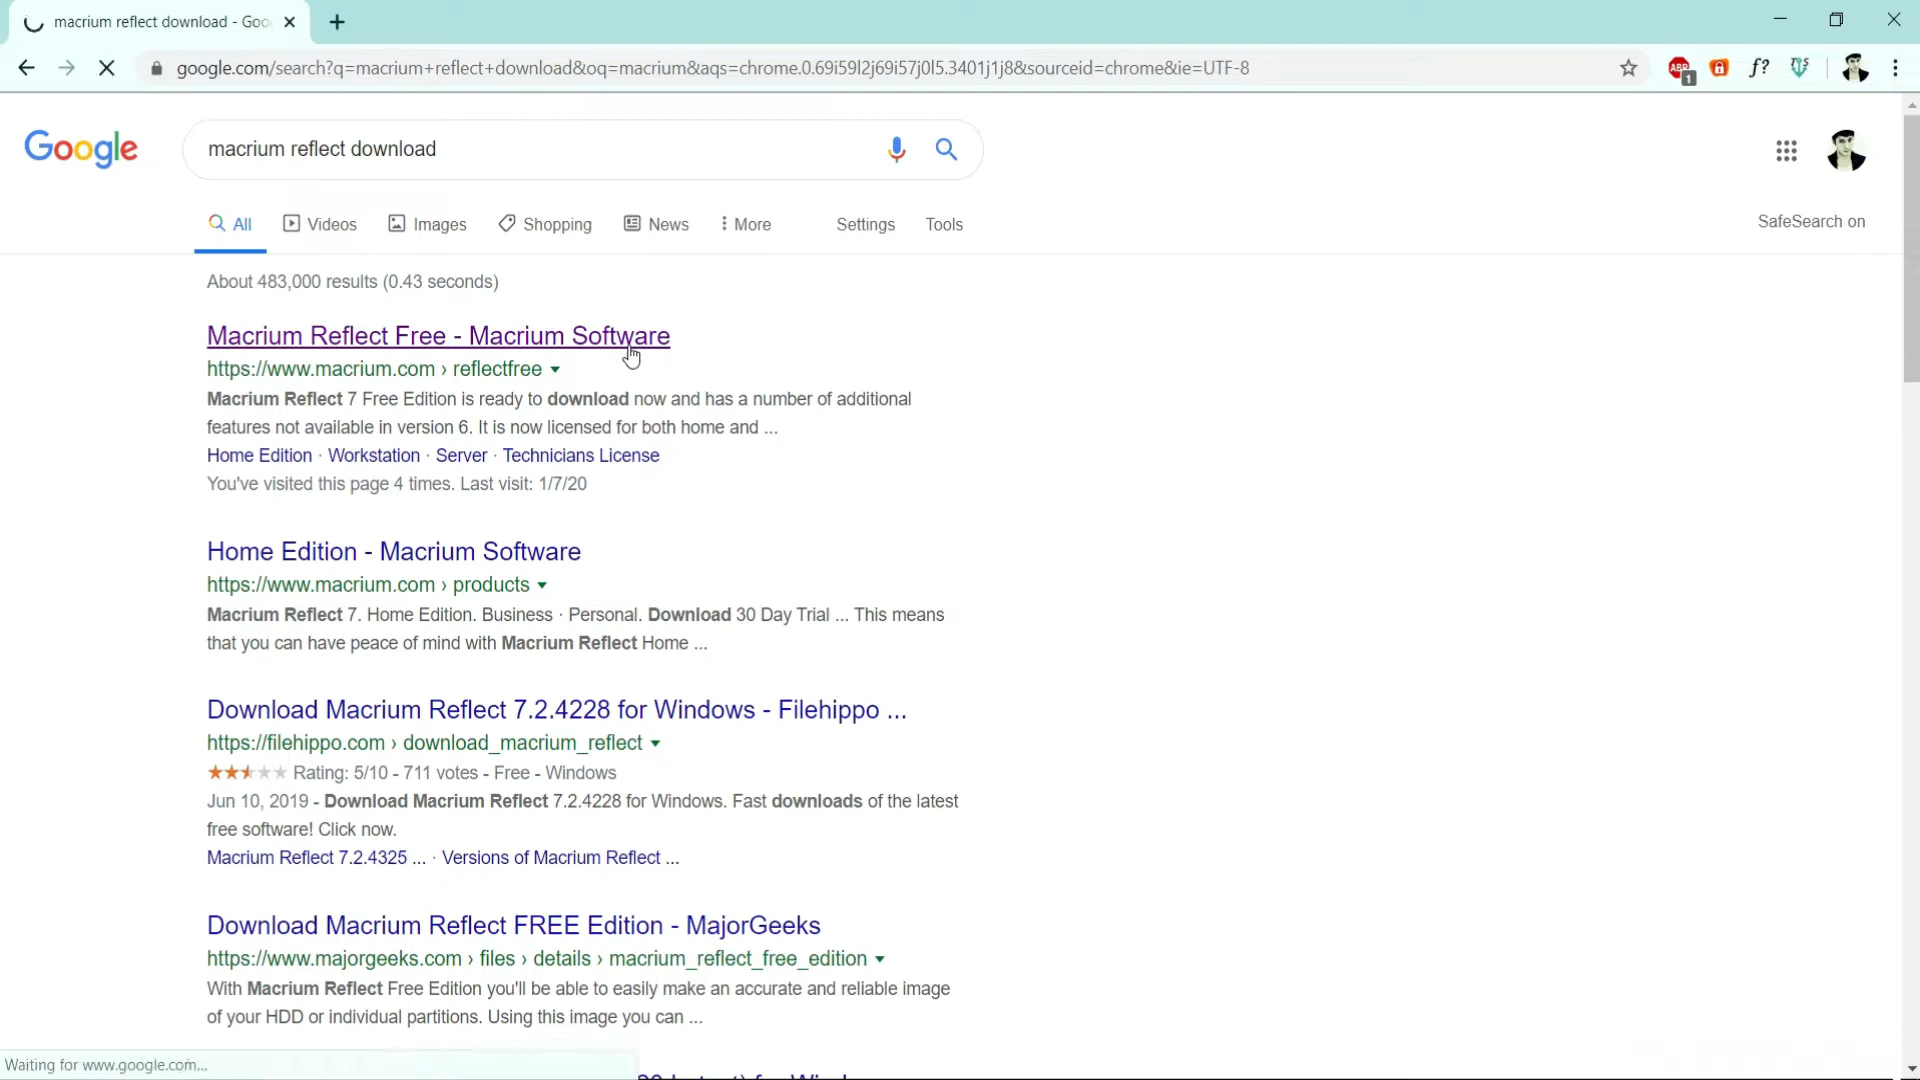 macrium reflect download - Goo
google.com/search?q=macrium+reflect+download&oq=macrium&aqs=chrome.0.69i59l2j69i57j0l5.3401j1j8&sourceid=chrome&ie=UTF-8
ABP
1
f?
Google
macrium reflect download
All Videos Images Shopping News More Settings Tools
SafeSearch on
About 483,000 results (0.43 seconds)
Macrium Reflect Free - Macrium Software
https://www.macrium.com › reflectfree
Macrium Reflect 7 Free Edition is ready to download now and has a number of additional
features not available in version 6. It is now licensed for both home and ...
Home Edition · Workstation · Server · Technicians License
You've visited this page 4 times. Last visit: 1/7/20
Home Edition - Macrium Software
https://www.macrium.com › products
Macrium Reflect 7. Home Edition. Business · Personal. Download 30 Day Trial ... This means
that you can have peace of mind with Macrium Reflect Home ...
Download Macrium Reflect 7.2.4228 for Windows - Filehippo ...
https://filehippo.com › download_macrium_reflect
Rating: 5/10 - 711 votes - Free - Windows
Jun 10, 2019 - Download Macrium Reflect 7.2.4228 for Windows. Fast downloads of the latest
free software! Click now.
Macrium Reflect 7.2.4325 ... · Versions of Macrium Reflect ...
Download Macrium Reflect FREE Edition - MajorGeeks
https://www.majorgeeks.com › files › details › macrium_reflect_free_edition
With Macrium Reflect Free Edition you'll be able to easily make an accurate and reliable image
of your HDD or individual partitions. Using this image you can ...
Waiting for www.google.com...